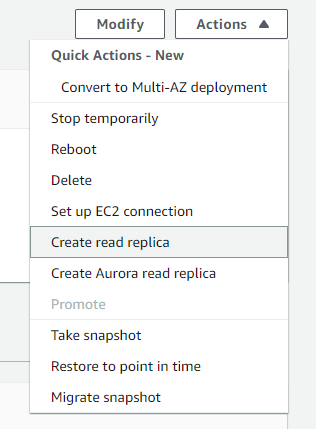 Modify
Actions
Quick Actions - New
Convert to Multi-AZ deployment
Stop temporarily
Reboot
Delete
Set up EC2 connection
Create read replica
Create Aurora read replica
Promote
Take snapshot
Restore to point in time
Migrate snapshot